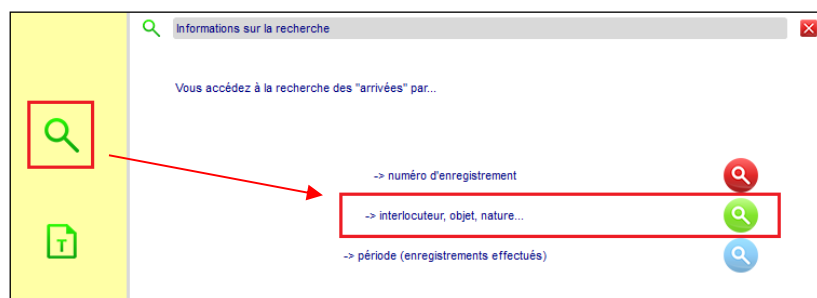 Informations sur la recherche
Vous accédez à la recherche des "arrivées" par...
-> numéro d'enregistrement
-> interlocuteur, objet, nature...
T
-> période (enregistrements effectués)